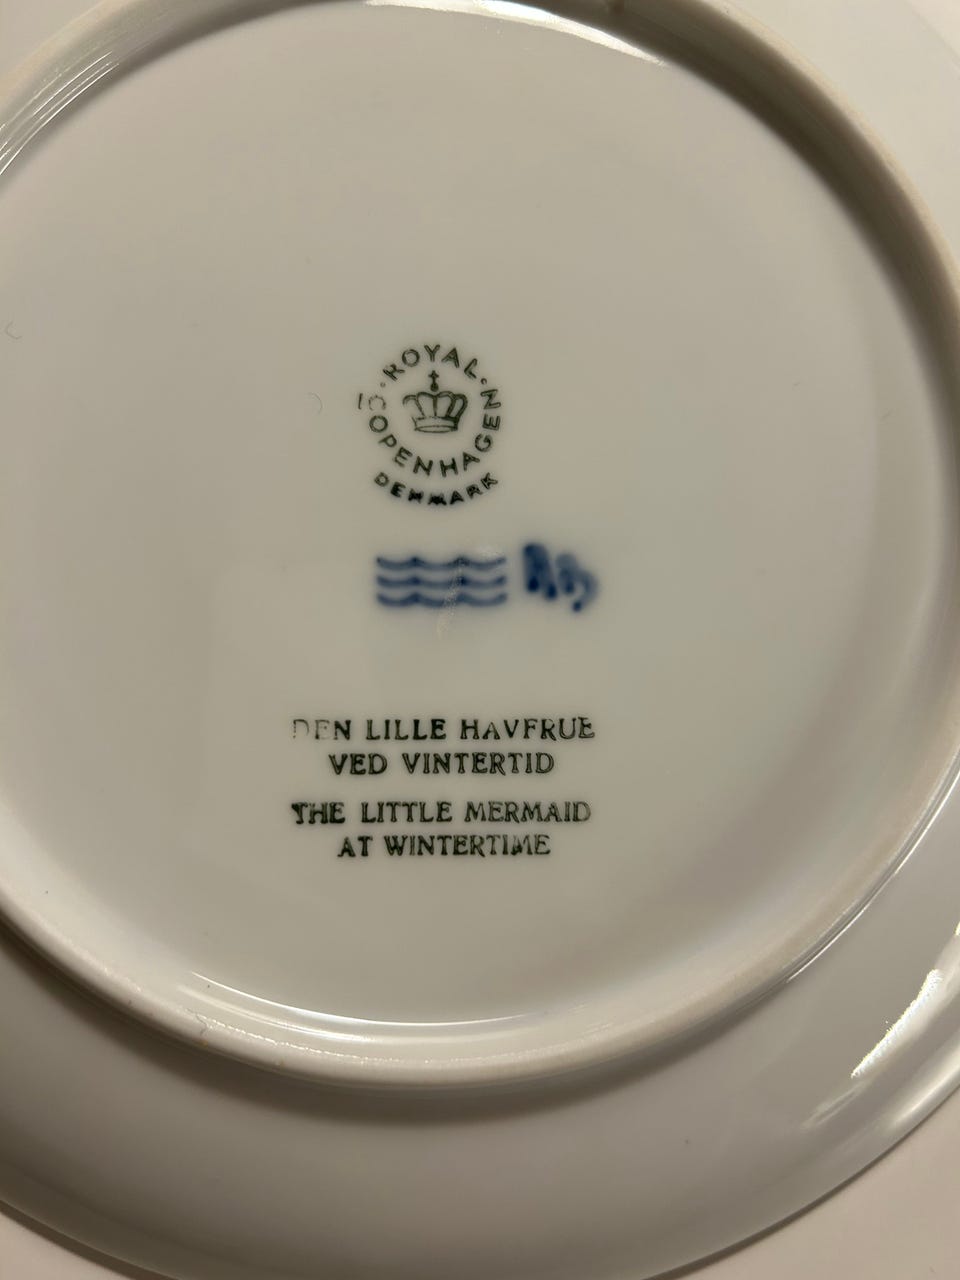 ROYAL
COPENHAGEN
DENMARK
DEN LILLE HAVFRUE
VED VINTERTID
THE LITTLE MERMAID
AT WINTERTIME